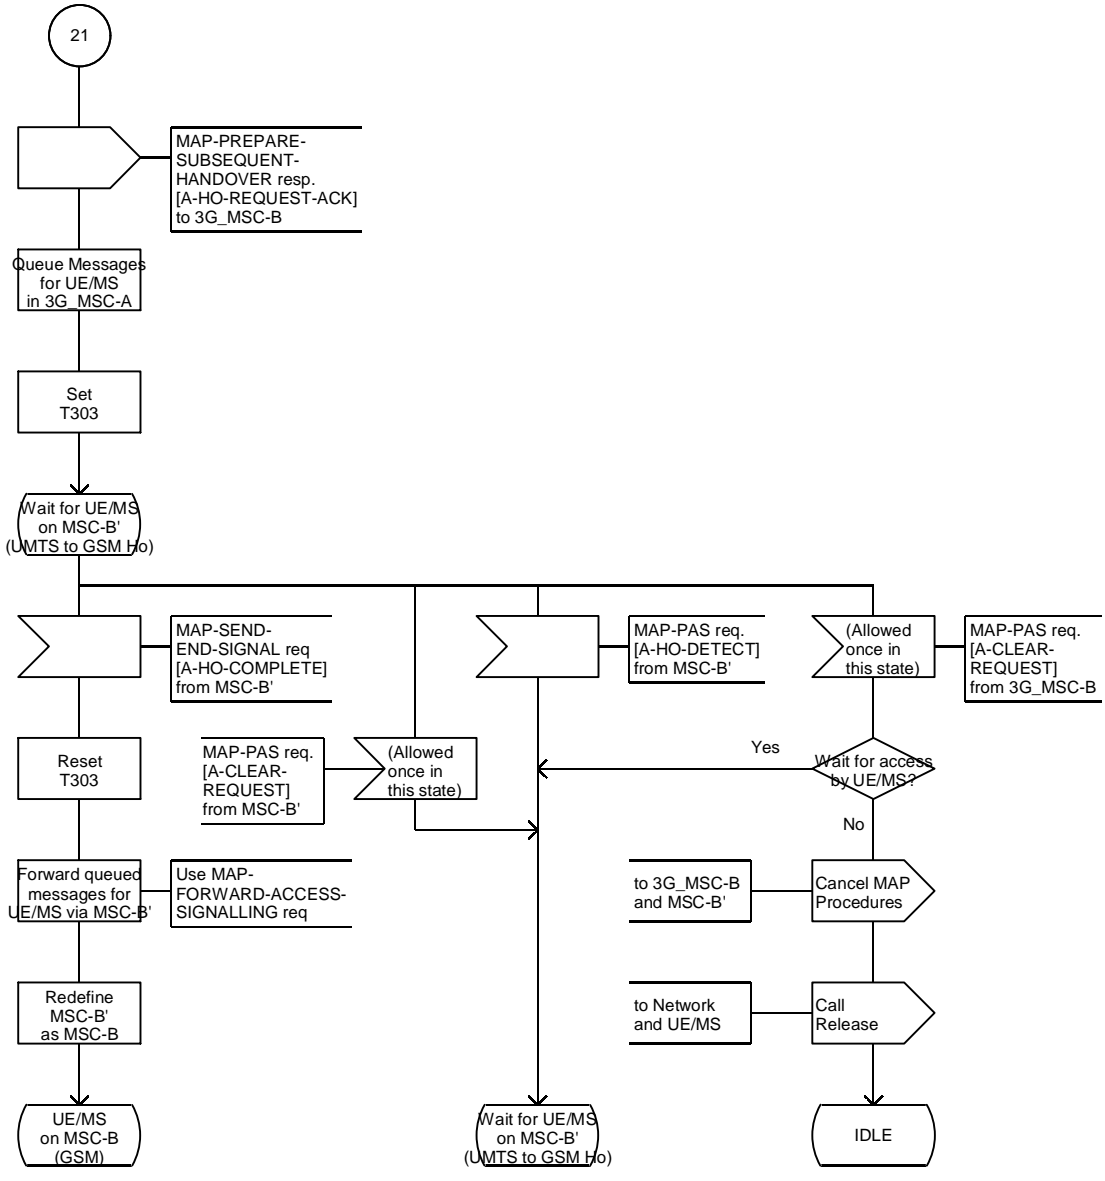 21
MAP-PREPARE-
SUBSEQUENT-
HANDOVER resp.
[A-HO-REQUEST-ACK]
to 3G_MSC-B
Queue Messages
for UE/MS
in 3G_MSC-A
Set
T303
Wait for UE/MS
on MSC-B'
(UMTS to GSM Ho)
MAP-SEND-
END-SIGNAL req
[A-HO-COMPLETE]
from MSC-B'
MAP-PAS req.
[A-HO-DETECT]
from MSC-B'
(Allowed
once in
this state)
MAP-PAS req.
[A-CLEAR-
REQUEST]
from 3G_MSC-B
Reset
T303
MAP-PAS req.
[A-CLEAR-
REQUEST]
from MSC-B'
(Allowed
once in
this state)
Yes
Wait for access
by UE/MS?
No
Forward queued
messages for
UE/MS via MSC-B'
Use MAP-
FORWARD-ACCESS-
SIGNALLING req
to 3G_MSC-B
and MSC-B'
Cancel MAP
Procedures
Redefine
MSC-B'
as MSC-B
to Network
and UE/MS
Call
Release
UE/MS
on MSC-B
(GSM)
Wait for UE/MS
on MSC-B'
(UMTS to GSM Ho)
IDLE